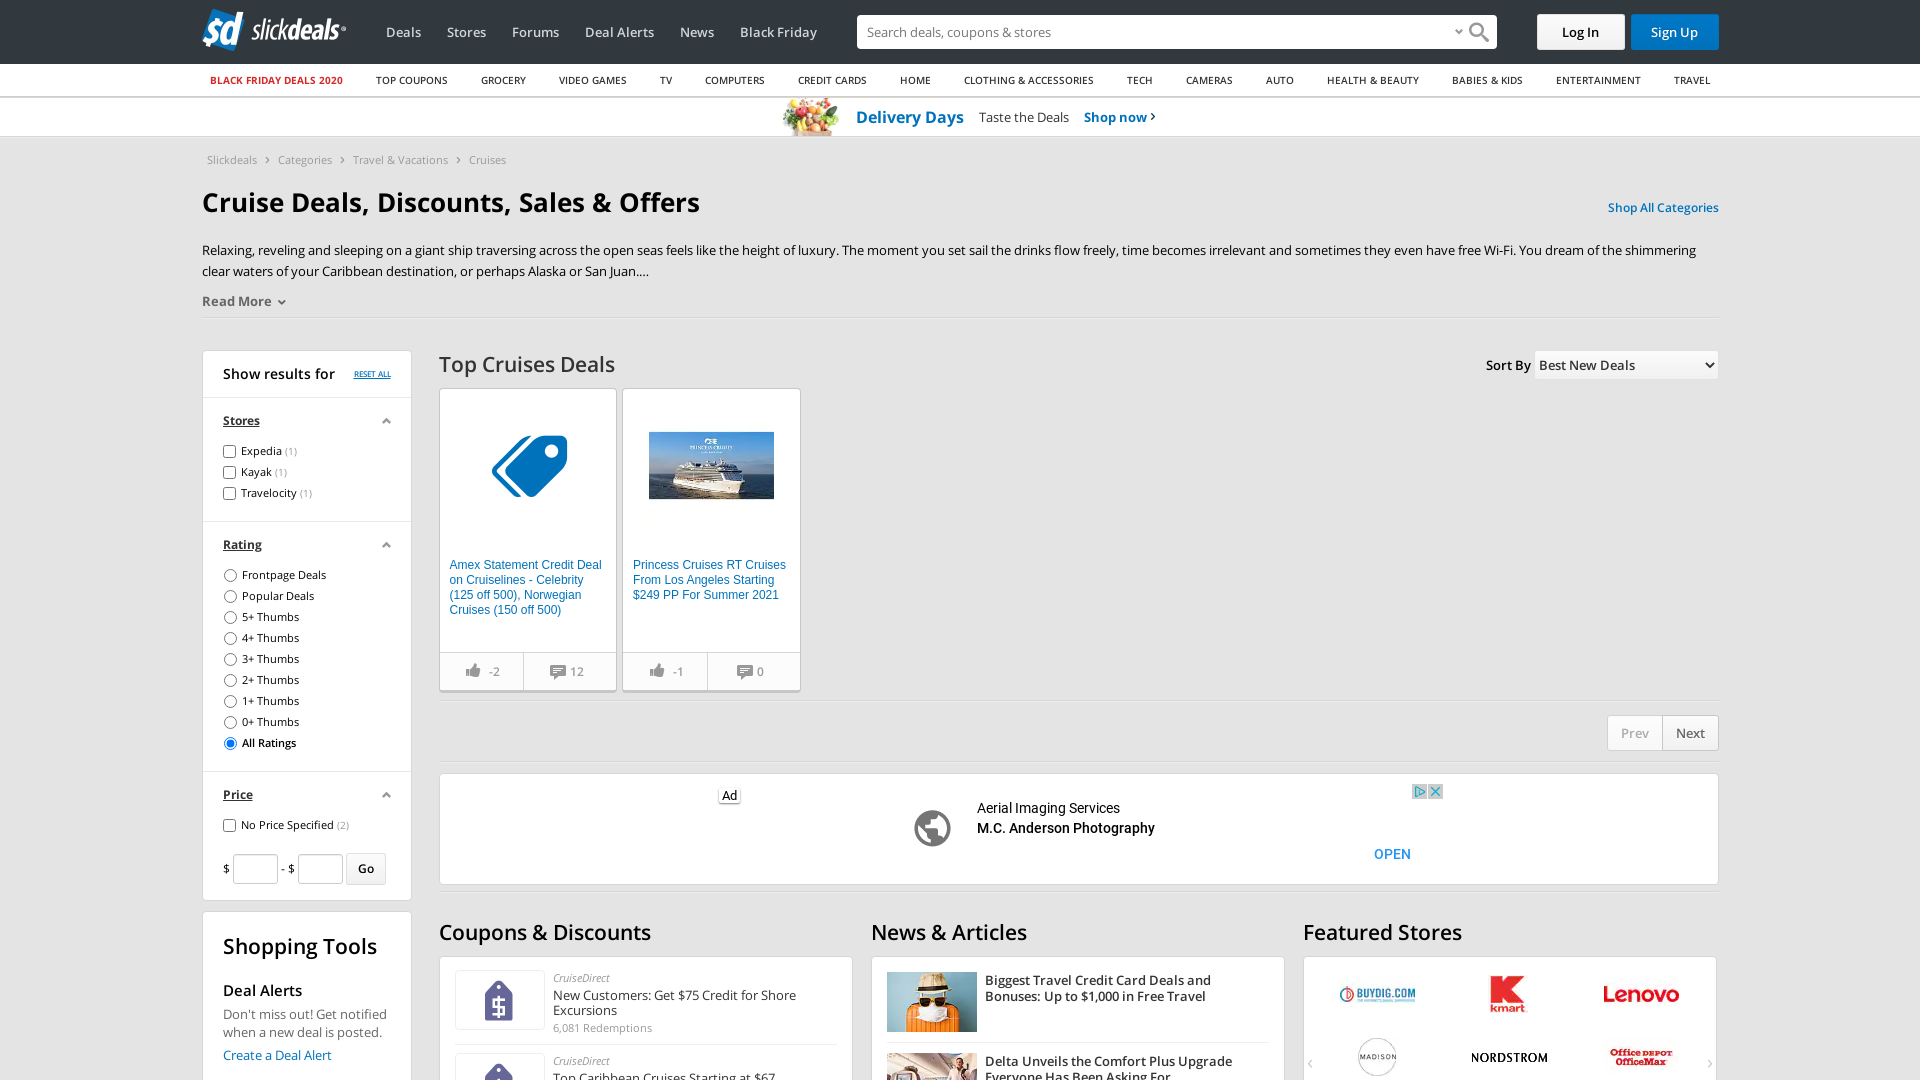 slickdeals
Deals
Stores
Forums
Deal Alerts
News
Black Friday
Search deals, coupons & shopping
Log In
Sign Up
BLACK FRIDAY DEALS 2020
TOP COUPONS
GROCERY
VIDEO GAMES
TV
COMPUTERS
CREDIT CARDS
HOME
CLOTHING & ACCESSORIES
TECH
CAMERAS
AUTO
HEALTH & BEAUTY
BABIES & KIDS
ENTERTAINMENT
TRAVEL
Delivery Days Taste the Deals Shop now
Slickdeals > Categories > Travel & Vacations > Cruises
Cruise Deals, Discounts, Sales & Offers
Shop All Categories
Relaxing, reveling and sleeping on a giant ship traversing across the open seas feels like the height of luxury. The moment you set sail the drinks flow freely, time becomes irrelevant and sometimes they even have free Wi-Fi. You dream of the shimmering
clear waters of your Caribbean destination, or perhaps Alaska or San Juan....
Read More
Show results for RESET ALL
Stores
Expedia (1)
Kayak (1)
Travelocity (1)
Rating
Frontpage Deals
Popular Deals
5+ Thumbs
4+ Thumbs
3+ Thumbs
2+ Thumbs
1+ Thumbs
0+ Thumbs
All Ratings
Price
No Price Specified (2)
$ - $ Go
Shopping Tools
Deal Alerts
Don't miss out! Get notified
when a new deal is posted.
Create a Deal Alert
Top Cruises Deals
Sort By Best New Deals
Amex Statement Credit Deal
on Cruiselines - Celebrity
(125 off 500), Norwegian
Cruises (150 off 500)
-2
12
PRINCESS CRUISES
Princess Cruises RT Cruises
From Los Angeles Starting
$249 PP For Summer 2021
-1
0
Prev
Next
Ad
Aerial Imaging Services
M.C. Anderson Photography
OPEN
Coupons & Discounts
CruiseDirect
New Customers: Get $75 Credit for Shore
Excursions
6,081 Redemptions
CruiseDirect
Top Caribbean Cruises Starting at $67
News & Articles
Biggest Travel Credit Card Deals and
Bonuses: Up to $1,000 in Free Travel
Delta Unveils the Comfort Plus Upgrade
Everyone Has Been Asking For
Featured Stores
BUYDIG.COM
kmart
Lenovo
MADISON
NORDSTROM
Office DEPOT
OfficeMax